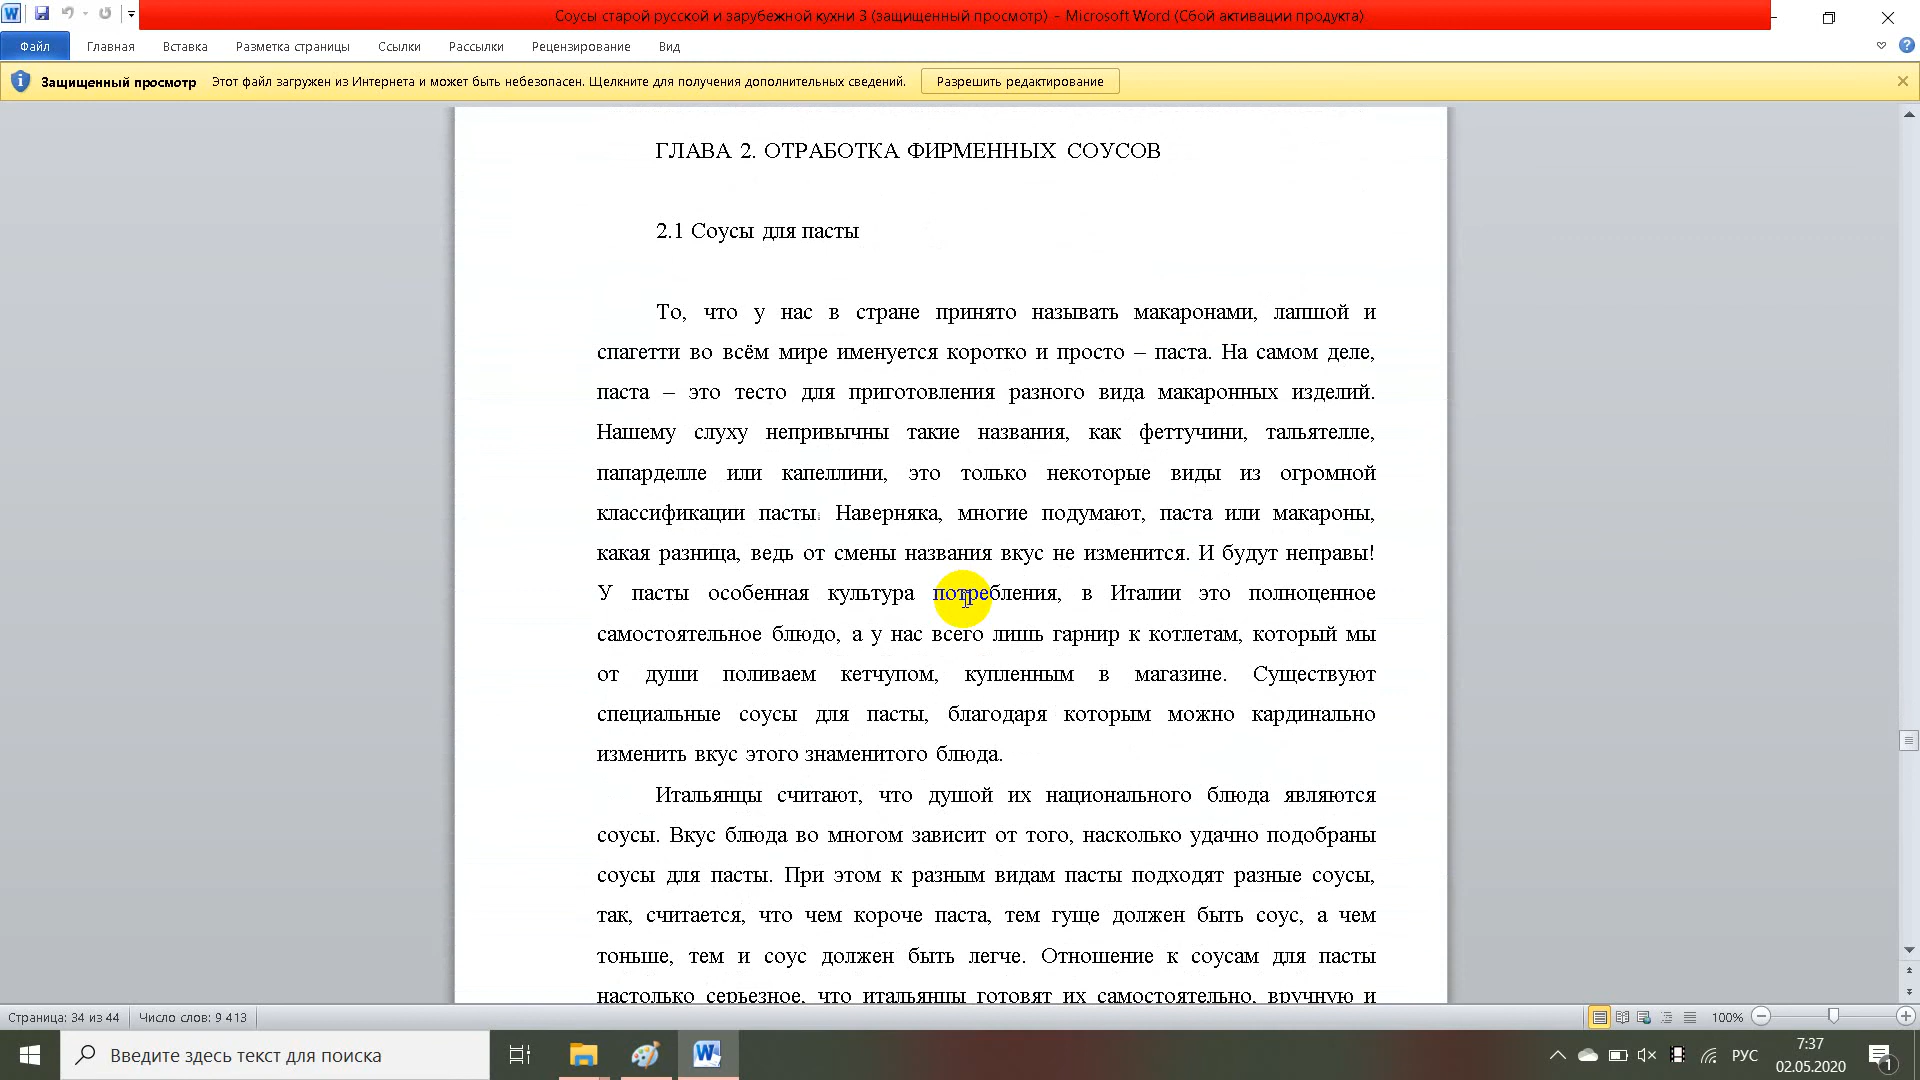 Соусы старой русской и зарубежной кухни 3 (защищенный просмотр) - Microsoft Word (Сбой активации продукта)
Файл Главная Вставка Разметка страницы Ссылки Рассылки Рецензирование Вид
Защищенный просмотр Этот файл загружен из Интернета и может быть небезопасен. Щелкните для получения дополнительных сведений. Разрешить редактирование
ГЛАВА 2. ОТРАБОТКА ФИРМЕННЫХ СОУСОВ
2.1 Соусы для пасты
То, что у нас в стране принято называть макаронами, лапшой и
спагетти во всём мире именуется коротко и просто – паста. На самом деле,
паста – это тесто для приготовления разного вида макаронных изделий.
Нашему слуху непривычны такие названия, как феттучини, тальятелле,
папарделле или капеллини, это только некоторые виды из огромной
классификации пасты. Наверняка, многие подумают, паста или макароны,
какая разница, ведь от смены названия вкус не изменится. И будут неправы!
У пасты особенная культура потребления, в Италии это полноценное
самостоятельное блюдо, а у нас всего лишь гарнир к котлетам, который мы
от души поливаем кетчупом, купленным в магазине. Существуют
специальные соусы для пасты, благодаря которым можно кардинально
изменить вкус этого знаменитого блюда.
Итальянцы считают, что душой их национального блюда являются
соусы. Вкус блюда во многом зависит от того, насколько удачно подобраны
соусы для пасты. При этом к разным видам пасты подходят разные соусы,
так, считается, что чем короче паста, тем гуще должен быть соус, а чем
тоньше, тем и соус должен быть легче. Отношение к соусам для пасты
настолько серьезное, что итальянцы готовят их самостоятельно, вручную и
Страница: 34 из 44 Число слов: 9 413 100%
Введите здесь текст для поиска РУС 7:37
02.05.2020 1